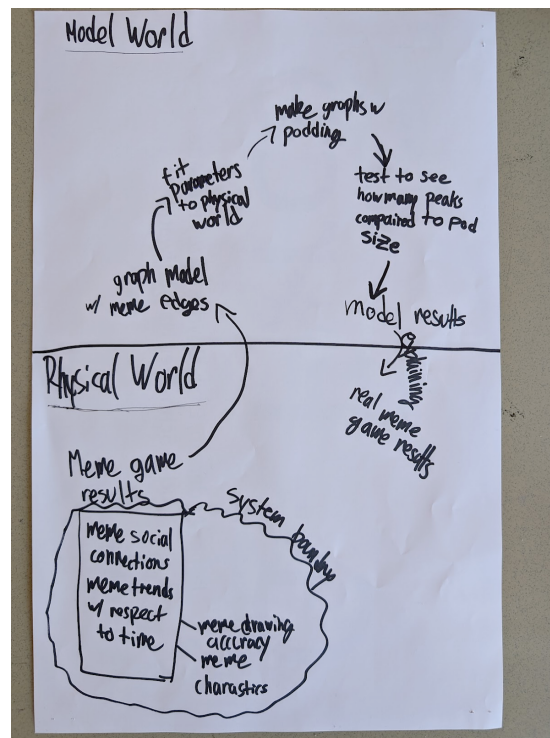 Model World
make graphs w
podding
fit
parameters
to physical
world
test to see
how many peaks
compaired to pod
size
graph model
w/ meme edges
model results
Physical World
real meme
game results
Meme game
results
System boundry
meme social
connections
meme trends
w/ respect
to time
meme drawing
accuracy
meme
charastics